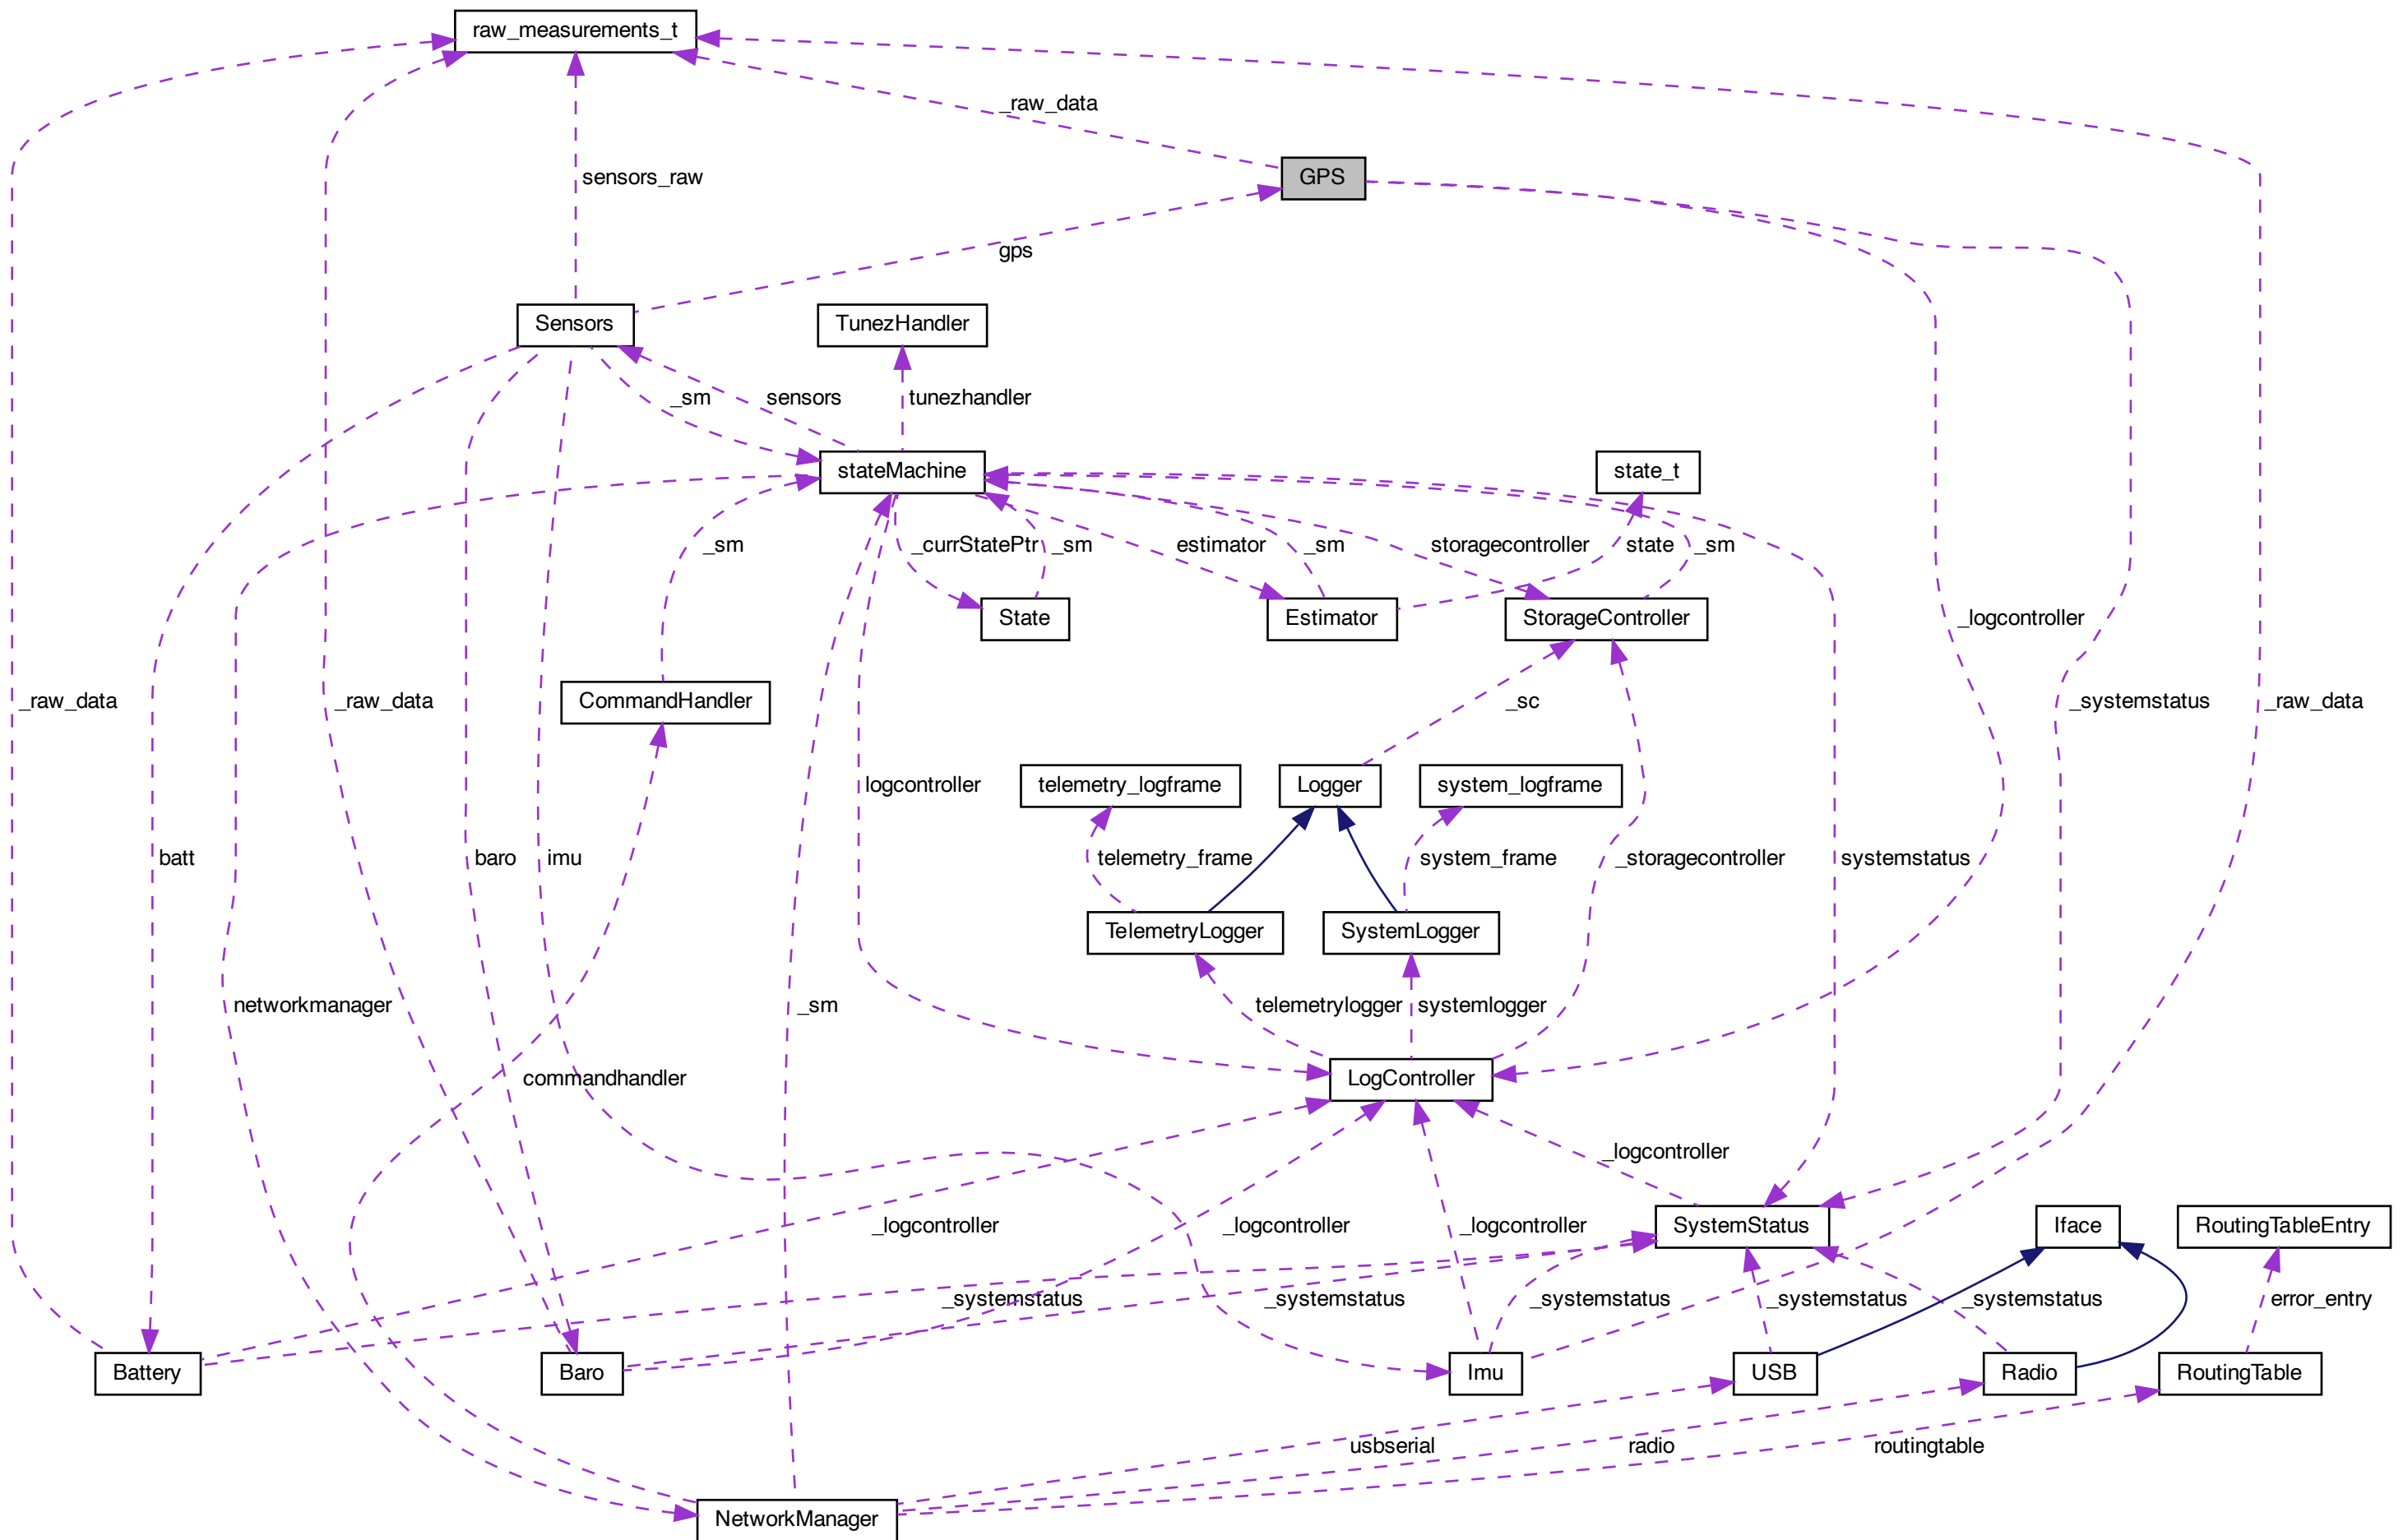 raw_measurements_t
_raw_data
GPS
sensors_raw
gps
Sensors
TunezHandler
_sm
sensors
tunezhandler
stateMachine
state_t
_sm
_currStatePtr
_sm
estimator
_sm
storagecontroller
state
_sm
State
Estimator
StorageController
_logcontroller
_raw_data
_raw_data
CommandHandler
_sc
_systemstatus
_raw_data
logcontroller
telemetry_logframe
Logger
system_logframe
batt
baro
imu
telemetry_frame
system_frame
_storagecontroller
systemstatus
TelemetryLogger
SystemLogger
networkmanager
_sm
telemetrylogger
systemlogger
commandhandler
LogController
_logcontroller
_logcontroller
_logcontroller
_logcontroller
SystemStatus
Iface
RoutingTableEntry
_systemstatus
_systemstatus
_systemstatus
_systemstatus
_systemstatus
error_entry
Battery
Baro
Imu
USB
Radio
RoutingTable
usbserial
radio
routingtable
NetworkManager